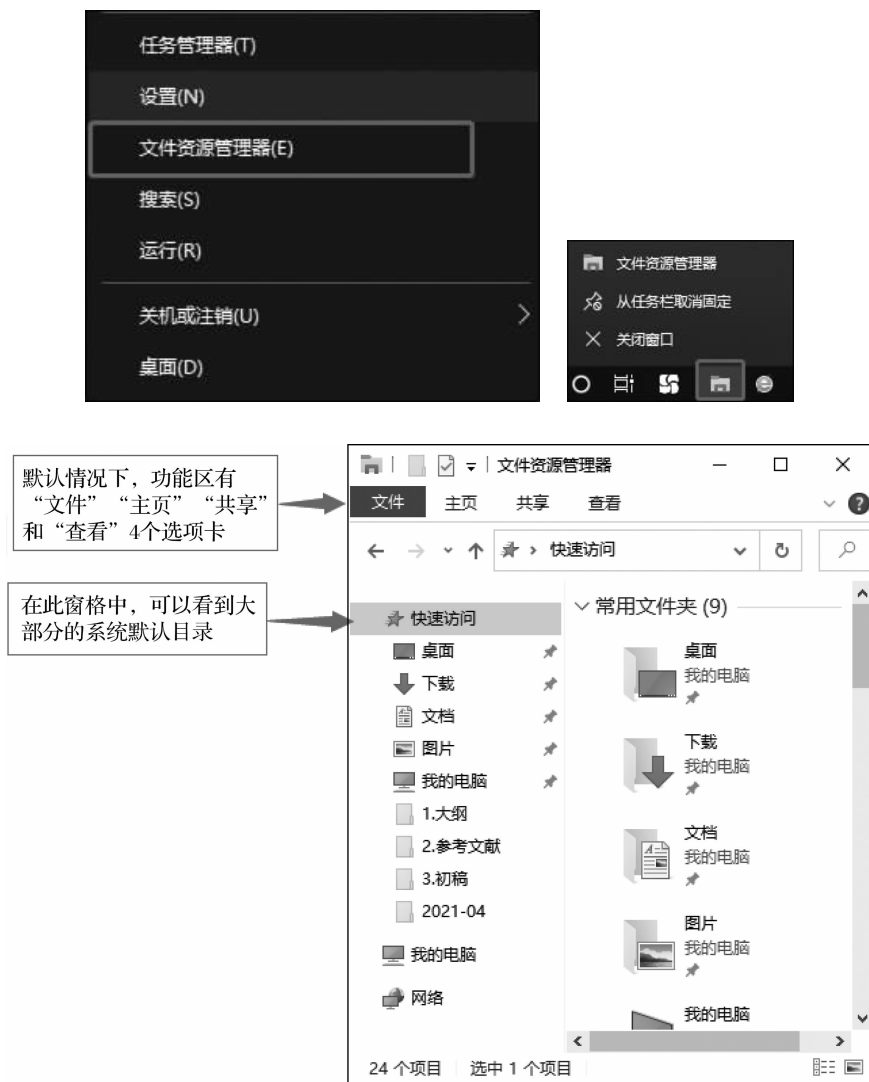 任务管理器(T)
设置(N)
文件资源管理器(E)
搜索(S)
运行(R)
关机或注销(U)
桌面(D)
文件资源管理器
从任务栏取消固定
关闭窗口
默认情况下，功能区有
“文件”“主页”“共享”
和“查看”4个选项卡
在此窗格中，可以看到大
部分的系统默认目录
文件资源管理器
文件 主页 共享 查看
快速访问
快速访问
桌面
下载
文档
图片
我的电脑
1.大纲
2.参考文献
3.初稿
2021-04
我的电脑
网络
常用文件夹 (9)
桌面
我的电脑
下载
我的电脑
文档
我的电脑
图片
我的电脑
我的电脑
24 个项目 选中 1 个项目